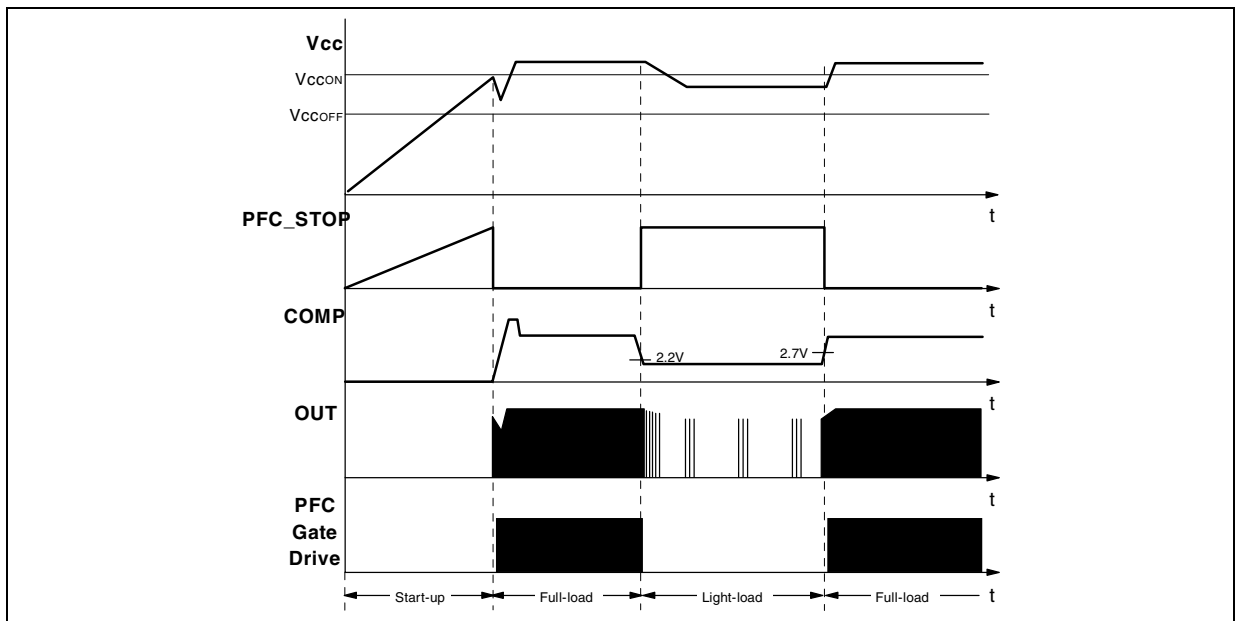 Vcc
VccON
VccOFF
t
PFC_STOP
t
COMP
2.2V
2.7V
t
OUT
t
PFC
Gate
Drive
Start-up
Full-load
Light-load
Full-load
t